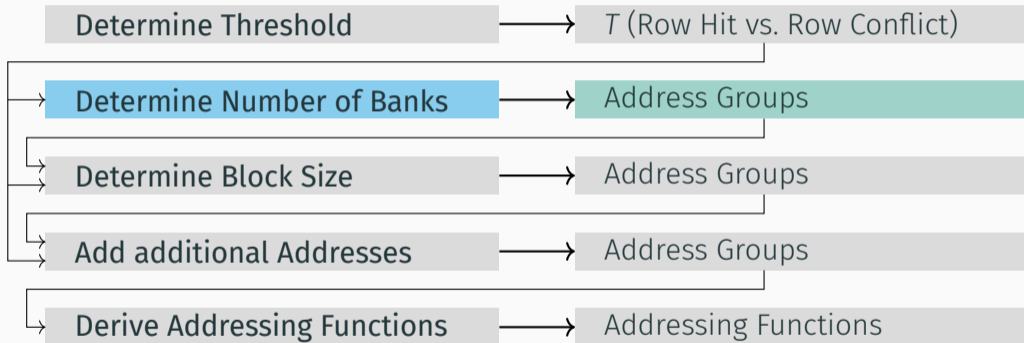 Determine Threshold T (Row Hit vs. Row Conflict)
Determine Number of Banks Address Groups
Determine Block Size Address Groups
Add additional Addresses Address Groups
Derive Addressing Functions Addressing Functions